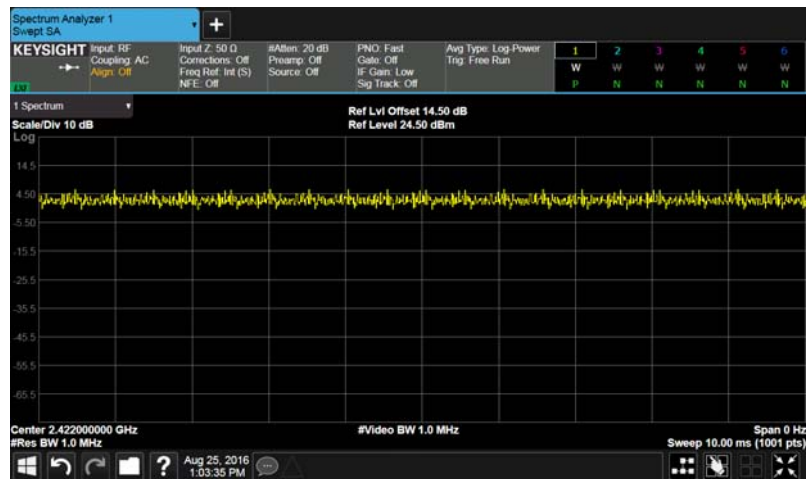 Spectrum Analyzer 1
Swept SA
+
KEYSIGHT
Input: RF
Coupling: AC
Align: Off
Input Z: 50 Ω
Corrections: Off
Freq Ref: Int (S)
NFE: Off
#Atten: 20 dB
Preamp: Off
Source: Off
PNO: Fast
Gate: Off
IF Gain: Low
Sig Track: Off
Avg Type: Log-Power
Trig: Free Run
1 2 3 4 5 6
W W W W W W
P N N N N N
LXI
1 Spectrum
Scale/Div 10 dB
Ref Lvl Offset 14.50 dB
Ref Level 24.50 dBm
Log
14.5
4.50
-5.50
-15.5
-25.5
-35.5
-45.5
-55.5
-65.5
Center 2.422000000 GHz
#Video BW 1.0 MHz
Span 0 Hz
#Res BW 1.0 MHz
Sweep 10.00 ms (1001 pts)
?
Aug 25, 2016
1:03:35 PM